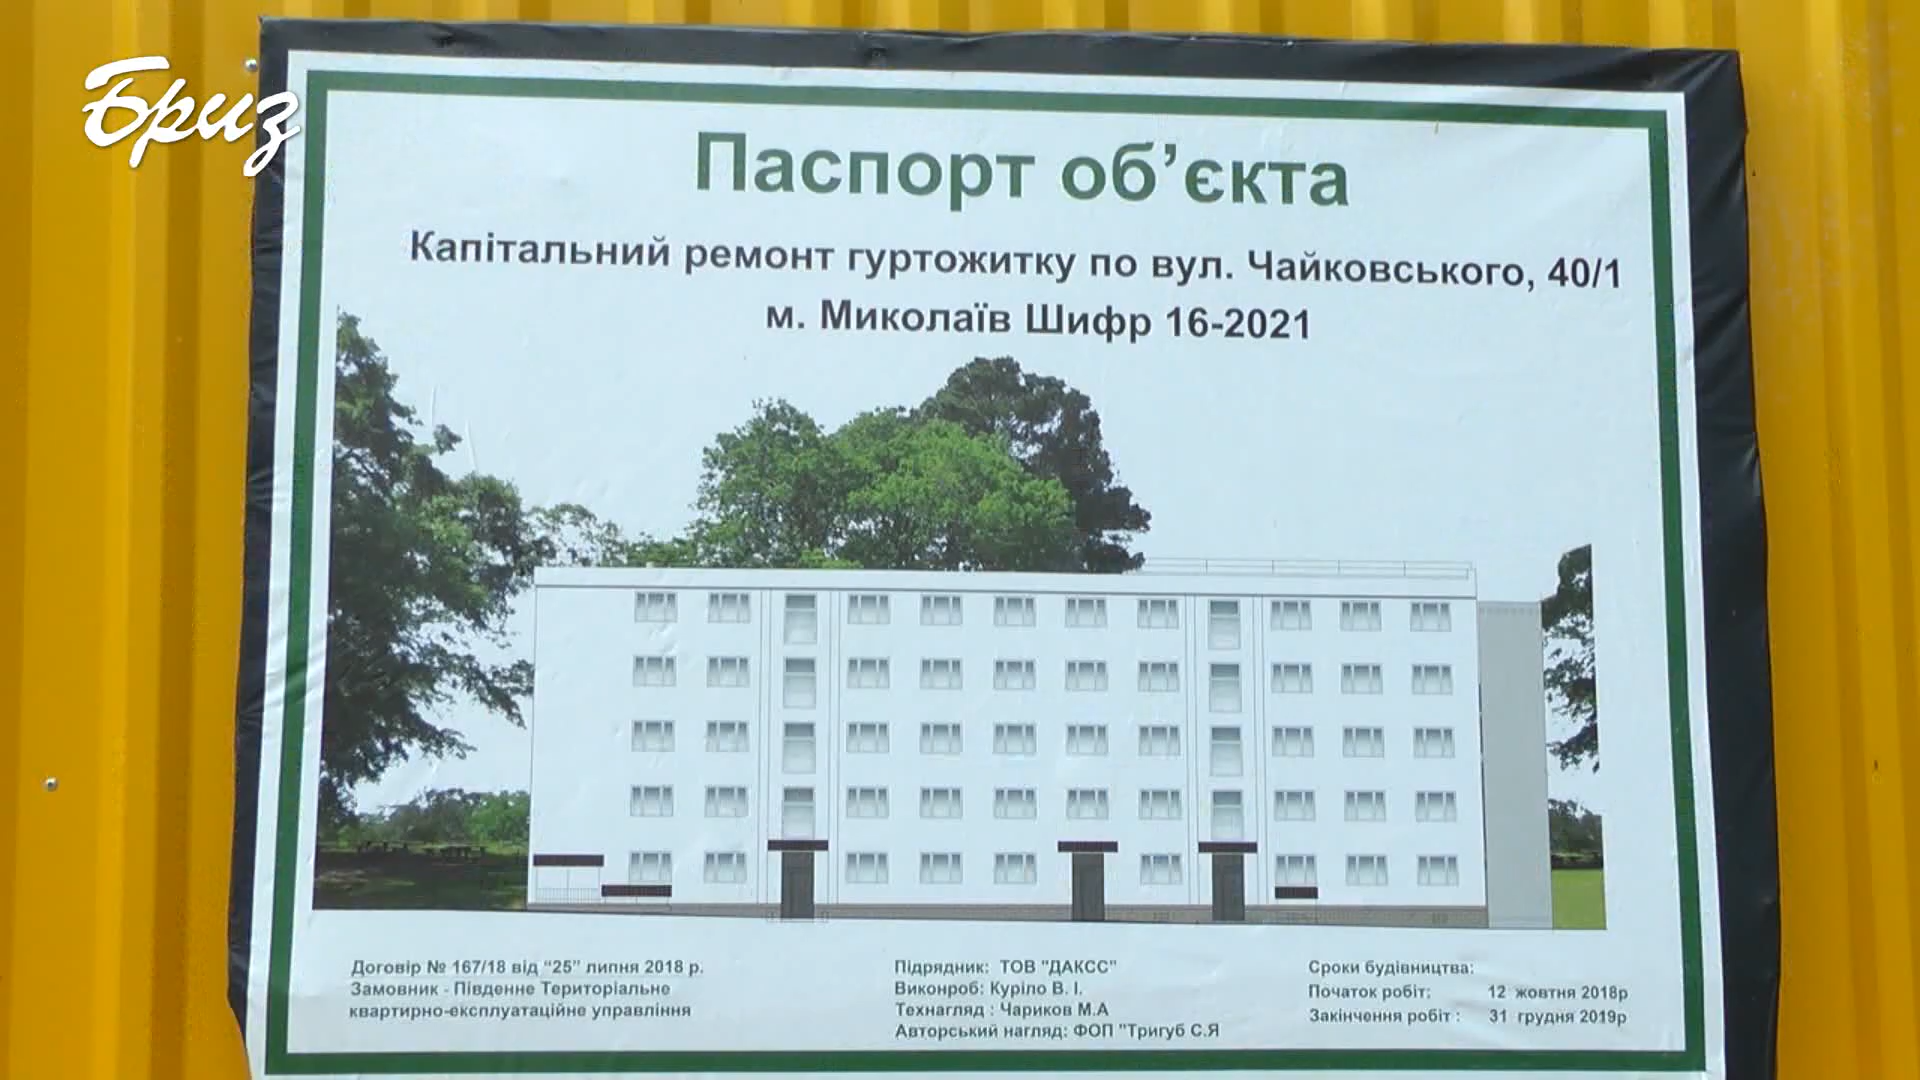 Бриз
Паспорт об’єкта
Капітальний ремонт гуртожитку по вул. Чайковського, 40/1
м. Миколаїв Шифр 16-2021
Договір № 167/18 від “25” липня 2018 р.
Замовник - Південне Територіальне
квартирно-експлуатаційне управління
Підрядник: ТОВ "ДАКСС"
Виконроб: Куріло В. І.
Технагляд : Чариков М.А
Авторський нагляд: ФОП "Тригуб С.Я
Сроки будівництва:
Початок робіт: 12 жовтня 2018р
Закінчення робіт : 31 грудня 2019р